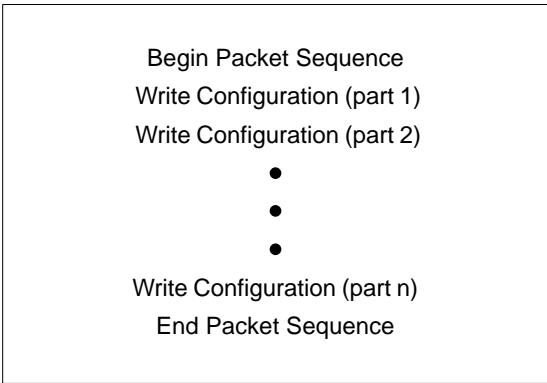 Begin Packet Sequence
Write Configuration (part 1)
Write Configuration (part 2)
●
●
●
Write Configuration (part n)
End Packet Sequence